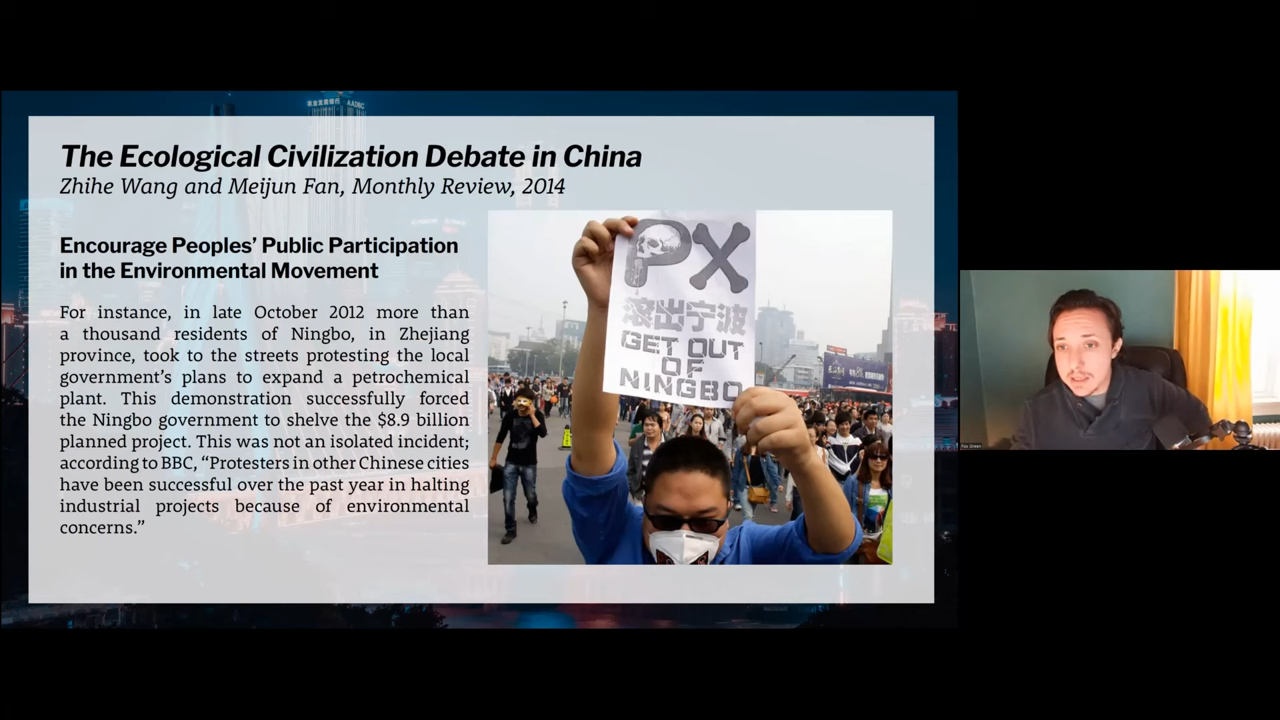 The Ecological Civilization Debate in China
Zhihe Wang and Meijun Fan, Monthly Review, 2014
Encourage Peoples’ Public Participation
in the Environmental Movement
For instance, in late October 2012 more than
a thousand residents of Ningbo, in Zhejiang
province, took to the streets protesting the local
government’s plans to expand a petrochemical
plant. This demonstration successfully forced
the Ningbo government to shelve the $8.9 billion
planned project. This was not an isolated incident;
according to BBC, “Protesters in other Chinese cities
have been successful over the past year in halting
industrial projects because of environmental
concerns.”
PX
滚出宁波
GET OUT
OF
NINGBO